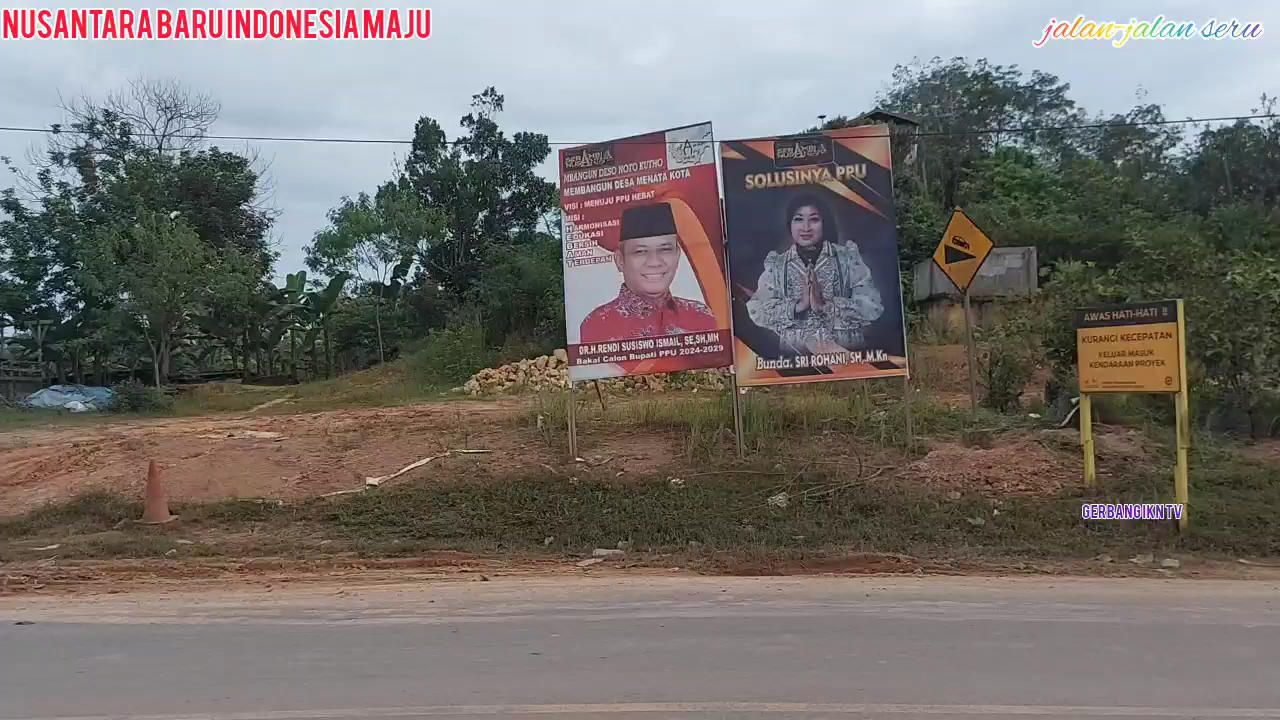 NUSANTARA BARU INDONESIA MAJU
jalan-jalan seru
MBANGUN DESO NOTO KUTHO
MEMBANGUN DESA MENATA KOTA
VISI : MENUJU PPU HEBAT
MISI :
HARMONISASI
EDUKASI
BERSIH
AMAN
TERDEPAN
DR.H.RENDI SUSISWO ISMAIL, SE,SH,MH
Bakal Calon Bupati PPU 2024-2029
SOLUSINYA PPU
Bunda. SRI ROHANI, SH.,M.Kn
AWAS HATI-HATI !!
KURANGI KECEPATAN
KELUAR MASUK
KENDARAAN PROYEK
GERBANG IKN TV